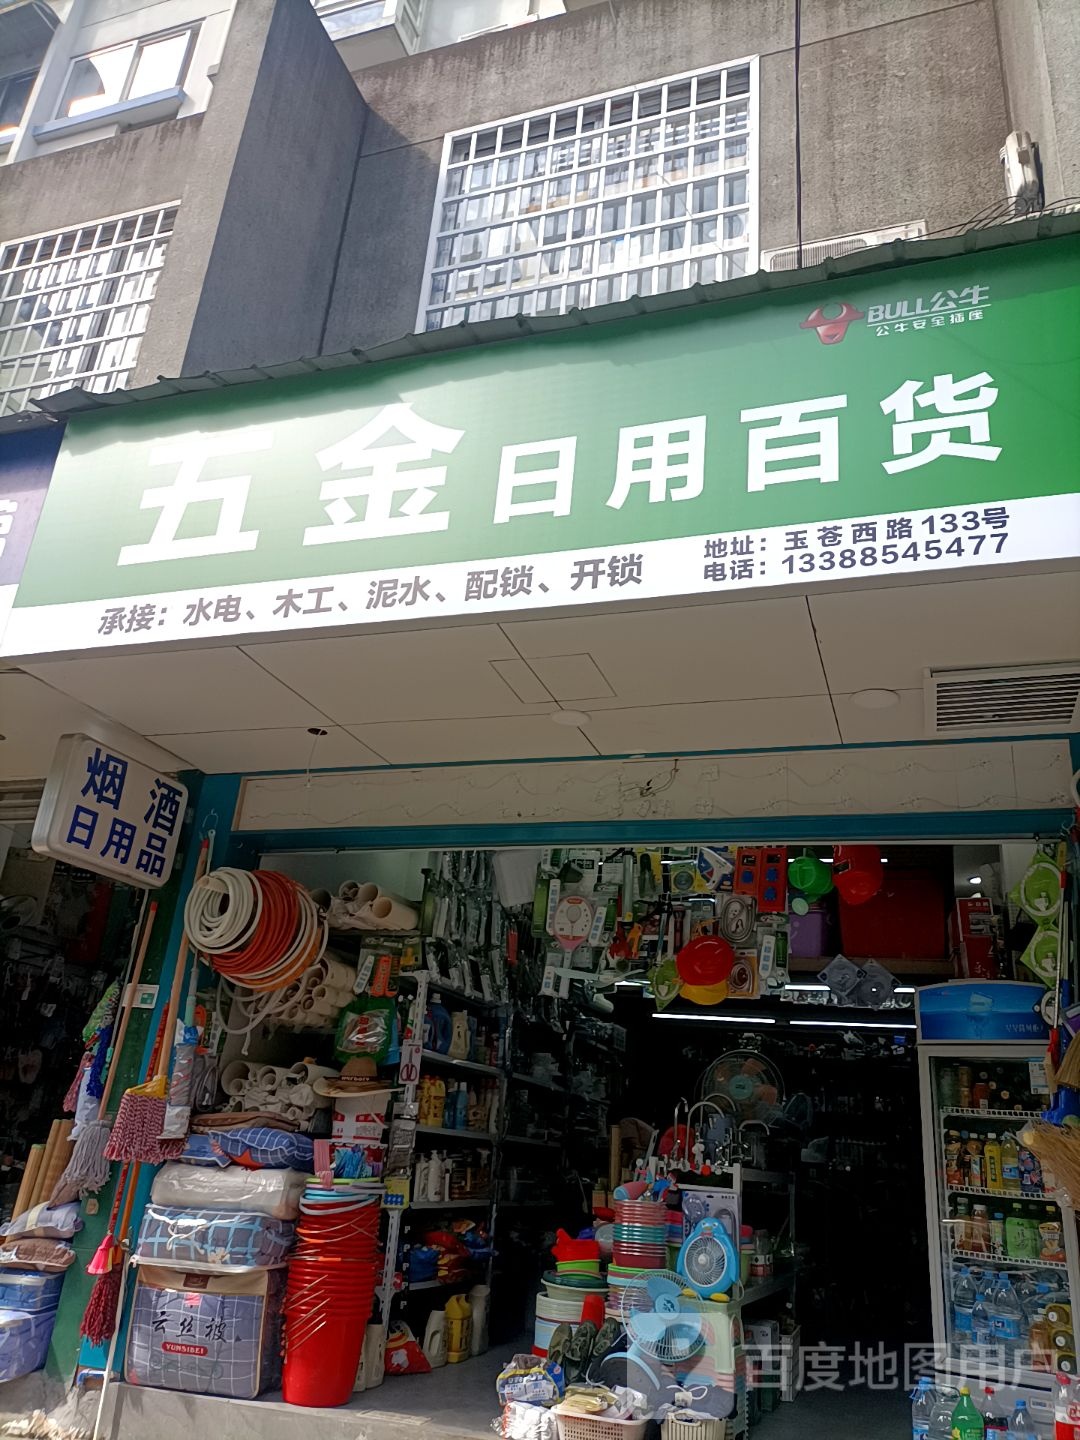 BULL公牛
公牛安全插座
五金日用百货
地址：玉苍西路133号
电话：13388545477
承接：水电、木工、泥水、配锁、开锁
烟酒
日用品
云丝被
YUNSIBEI
百度地图用户